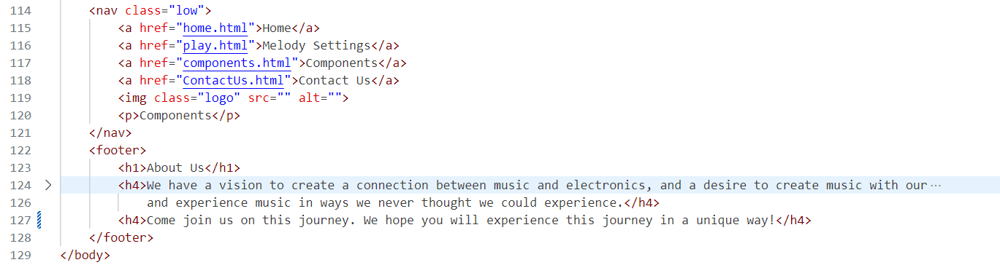 114 <nav class="low">
115 <a href="home.html">Home</a>
116 <a href="play.html">Melody Settings</a>
117 <a href="components.html">Components</a>
118 <a href="ContactUs.html">Contact Us</a>
119 <img class="logo" src="" alt="">
120 <p>Components</p>
121 </nav>
122 <footer>
123 <h1>About Us</h1>
124 <h4>We have a vision to create a connection between music and electronics, and a desire to create music with our⋯
126 and experience music in ways we never thought we could experience.</h4>
127 <h4>Come join us on this journey. We hope you will experience this journey in a unique way!</h4>
128 </footer>
129 </body>